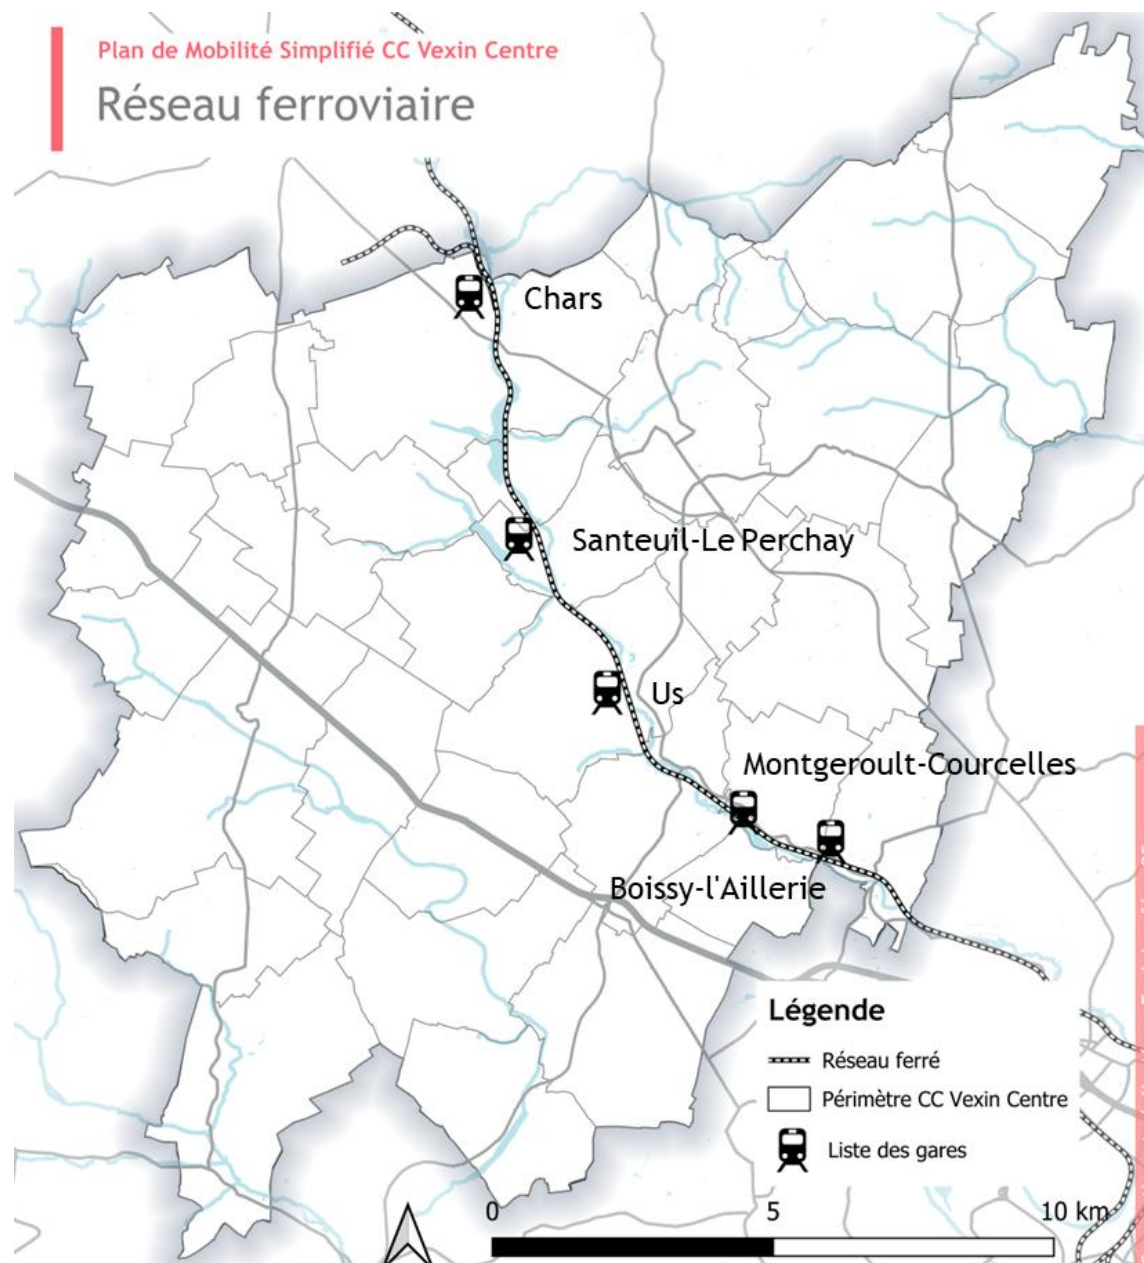 Plan de Mobilité Simplifié CC Vexin Centre
Réseau ferroviaire
Chars
Santeuil-Le Perchay
Us
Montgeroult-Courcelles
Boissy-l'Aillerie
Légende
Réseau ferré
Périmètre CC Vexin Centre
Liste des gares
0 5 10 km